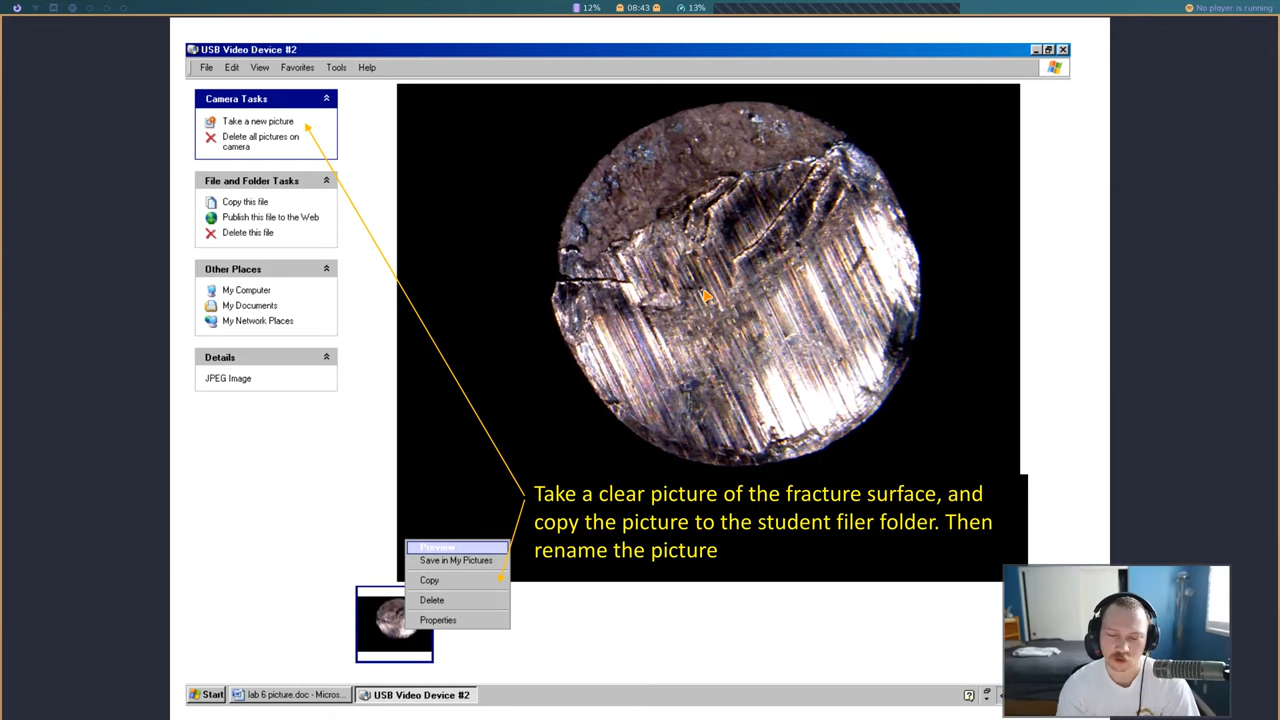 12%
08:43
13%
No player is running
USB Video Device #2
File Edit View Favorites Tools Help
Camera Tasks
Take a new picture
Delete all pictures on
camera
File and Folder Tasks
Copy this file
Publish this file to the Web
Delete this file
Other Places
My Computer
My Documents
My Network Places
Details
JPEG Image
Take a clear picture of the fracture surface, and
copy the picture to the student filer folder. Then
rename the picture
Preview
Save in My Pictures
Copy
Delete
Properties
Start
lab 6 picture.doc - Micros...
USB Video Device #2